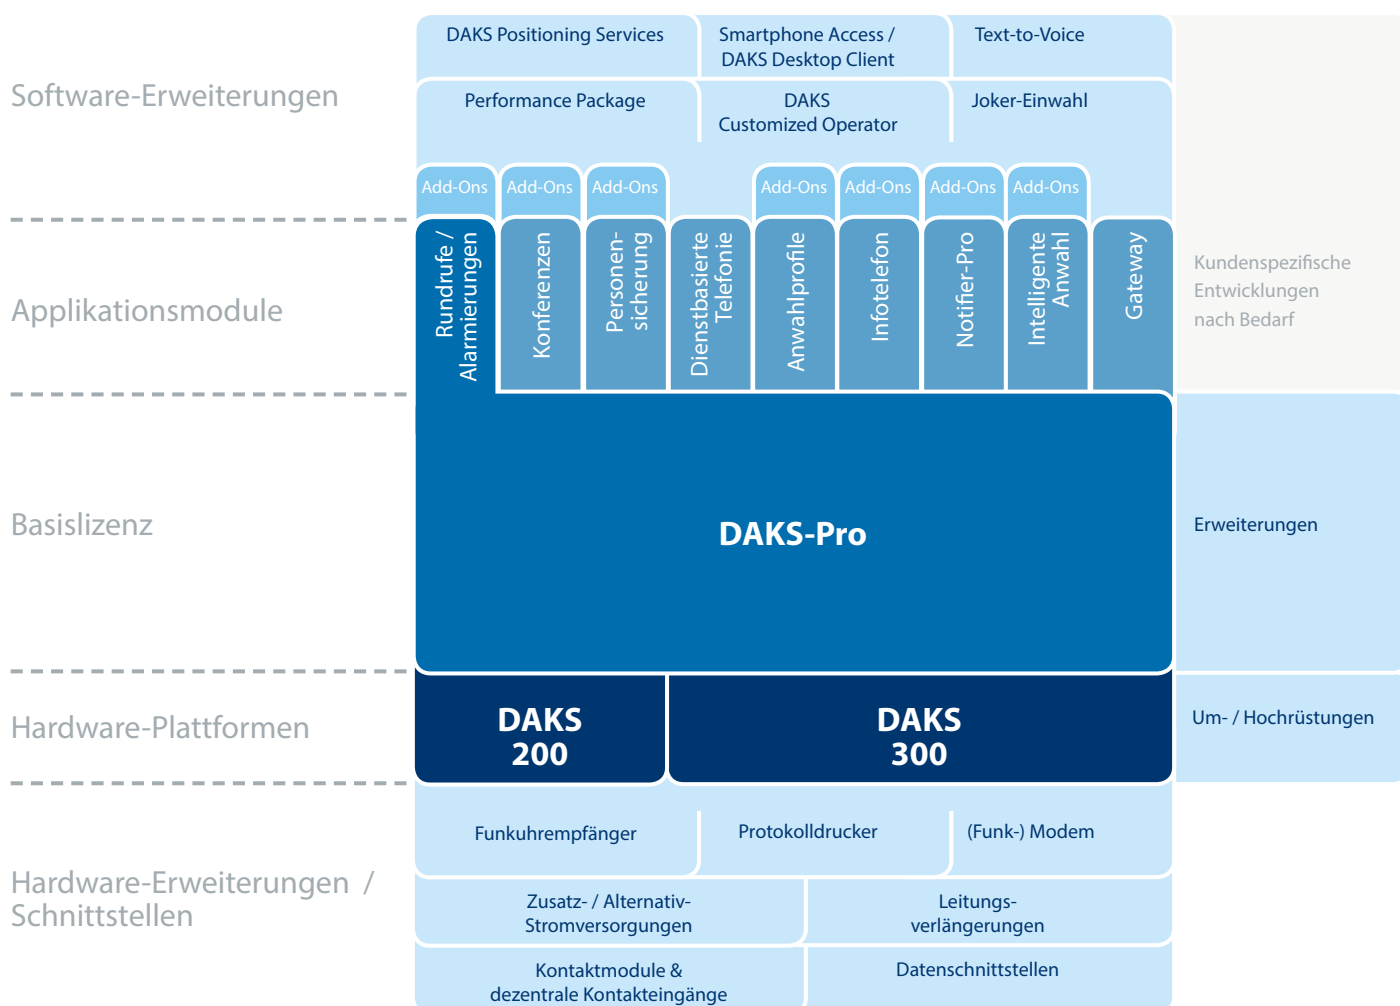 Software-Erweiterungen
DAKS Positioning Services
Smartphone Access /
DAKS Desktop Client
Text-to-Voice
Performance Package
DAKS
Customized Operator
Joker-Einwahl
Add-Ons
Add-Ons
Add-Ons
Add-Ons
Add-Ons
Add-Ons
Add-Ons
Applikationsmodule
Rundrufe /
Alarmierungen
Konferenzen
Personen-
sicherung
Dienstbasierte
Telefonie
Anwahlprofile
Infotelefon
Notifier-Pro
Intelligente
Anwahl
Gateway
Kundenspezifische
Entwicklungen
nach Bedarf
Basislizenz
DAKS-Pro
Erweiterungen
Hardware-Plattformen
DAKS
200
DAKS
300
Um- / Hochrüstungen
Hardware-Erweiterungen /
Schnittstellen
Funkuhrempfänger
Protokolldrucker
(Funk-) Modem
Zusatz- / Alternativ-
Stromversorgungen
Leitungs-
verlängerungen
Kontaktmodule &
dezentrale Kontakteingänge
Datenschnittstellen